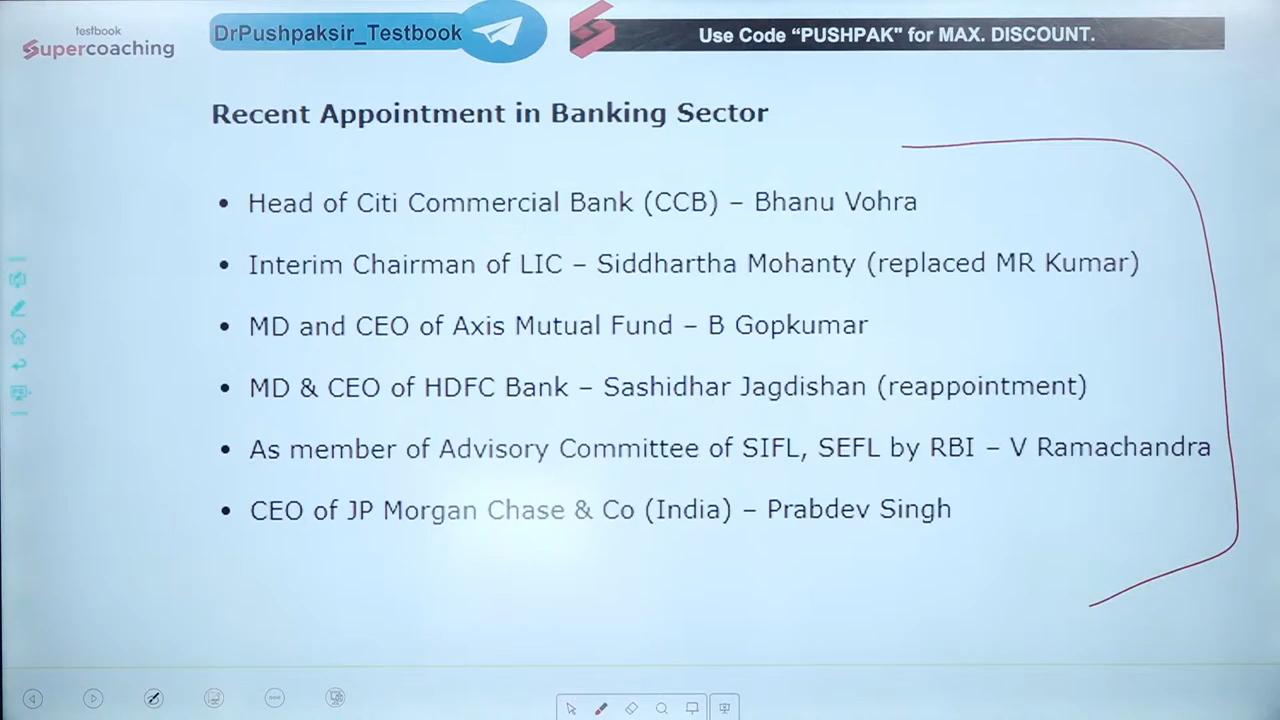 testbook
Supercoaching
DrPushpaksir_Testbook
Use Code “PUSHPAK" for MAX. DISCOUNT.
Recent Appointment in Banking Sector
• Head of Citi Commercial Bank (CCB) – Bhanu Vohra
• Interim Chairman of LIC – Siddhartha Mohanty (replaced MR Kumar)
• MD and CEO of Axis Mutual Fund – B Gopkumar
• MD & CEO of HDFC Bank – Sashidhar Jagdishan (reappointment)
• As member of Advisory Committee of SIFL, SEFL by RBI – V Ramachandra
• CEO of JP Morgan Chase & Co (India) – Prabdev Singh